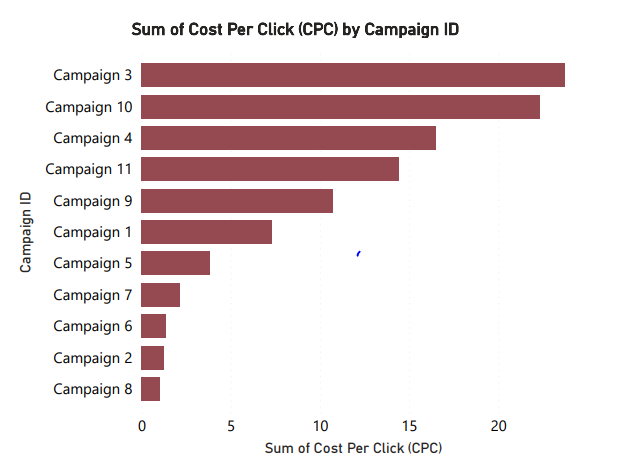 Sum of Cost Per Click (CPC) by Campaign ID
Campaign ID
Campaign 3
Campaign 10
Campaign 4
Campaign 11
Campaign 9
Campaign 1
Campaign 5
Campaign 7
Campaign 6
Campaign 2
Campaign 8
0 5 10 15 20
Sum of Cost Per Click (CPC)